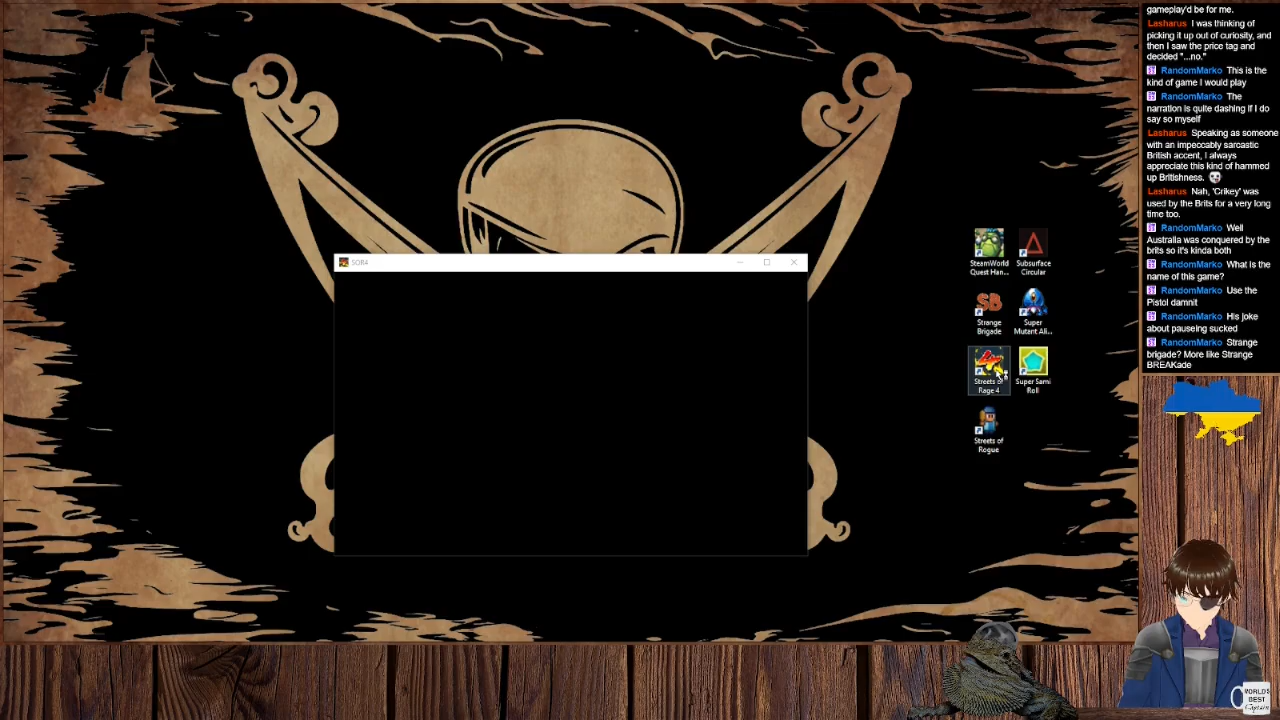 gameplay'd be for me.
Lasharus I was thinking of
picking it up out of curiosity, and
then I saw the price tag and
decided "...no."
RandomMarko This is the
kind of game I would play
RandomMarko The
narration is quite dashing if I do
say so myself
Lasharus Speaking as someone
with an impeccably sarcastic
British accent, I always
appreciate this kind of hammed
up Britishness.
Lasharus Nah, 'Crikey' was
used by the Brits for a very long
time too.
RandomMarko Well
Australia was conquered by the
brits so it's kinda both
RandomMarko What is the
name of this game?
RandomMarko Use the
Pistol damnit
RandomMarko His joke
about pauseing sucked
RandomMarko Strange
brigade? More like Strange
BREAKade
SOR4
SteamWorld
Quest Han...
Subsurface
Circular
SB
Strange
Brigade
Super
Mutant Ali...
Streets of
Rage 4
Super Sami
Roll
Streets of
Rogue
WORLD'S
BEST
Captain